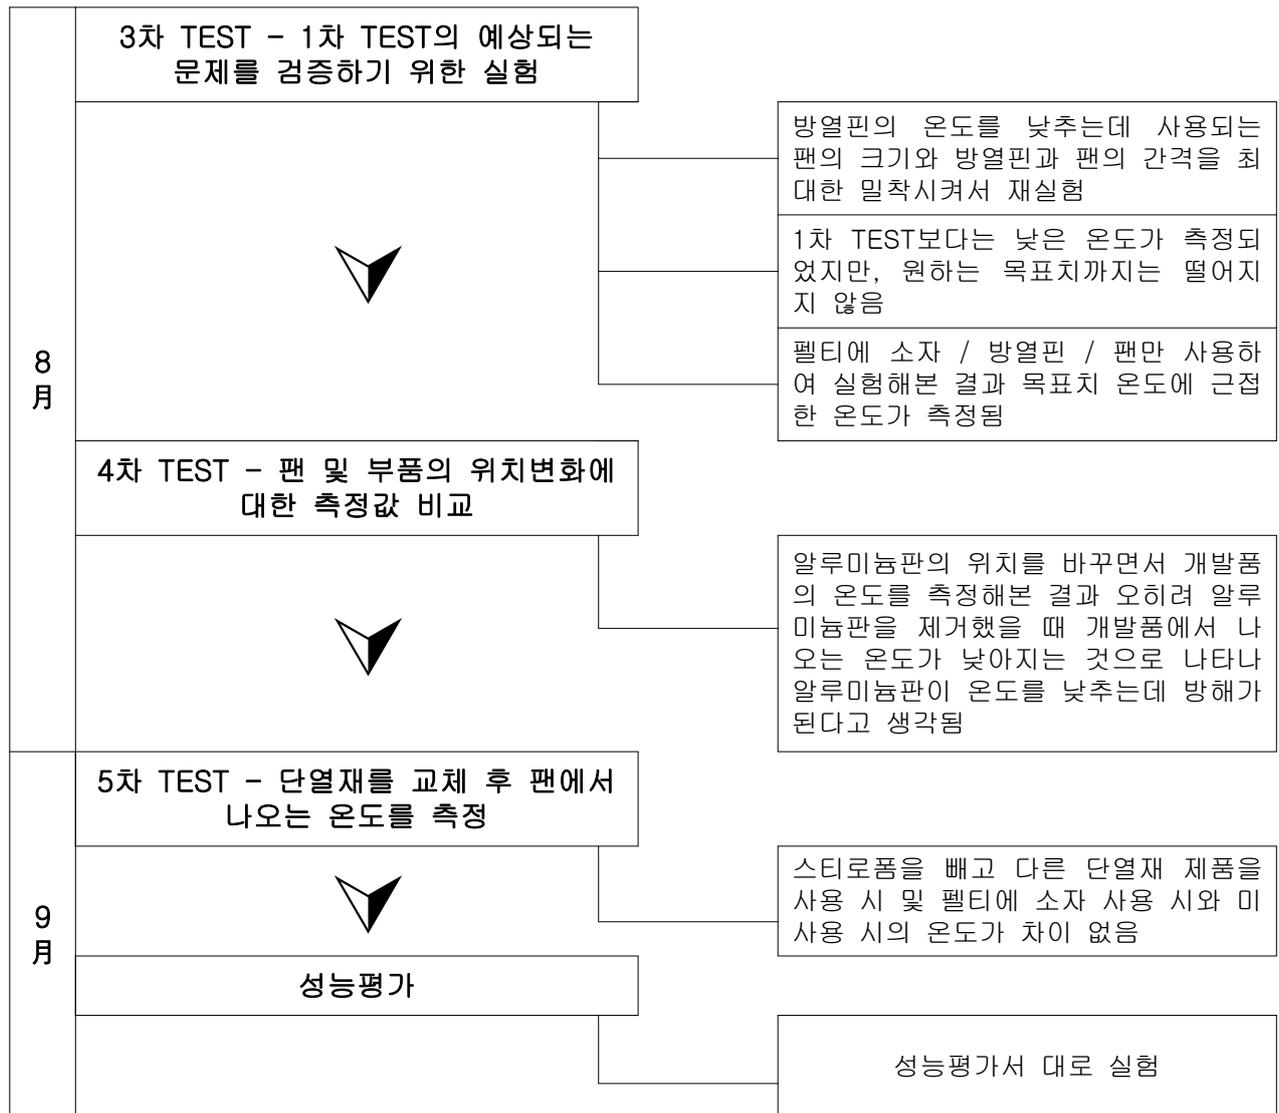 3차 TEST - 1차 TEST의 예상되는
문제를 검증하기 위한 실험
방열핀의 온도를 낮추는데 사용되는
팬의 크기와 방열핀과 팬의 간격을 최
대한 밀착시켜서 재실험
1차 TEST보다는 낮은 온도가 측정되
었지만, 원하는 목표치까지는 떨어지
지 않음
펠티에 소자 / 방열핀 / 팬만 사용하
여 실험해본 결과 목표치 온도에 근접
한 온도가 측정됨
8
月
4차 TEST - 팬 및 부품의 위치변화에
대한 측정값 비교
알루미늄판의 위치를 바꾸면서 개발품
의 온도를 측정해본 결과 오히려 알루
미늄판을 제거했을 때 개발품에서 나
오는 온도가 낮아지는 것으로 나타나
알루미늄판이 온도를 낮추는데 방해가
된다고 생각됨
5차 TEST - 단열재를 교체 후 팬에서
나오는 온도를 측정
스티로폼을 빼고 다른 단열재 제품을
사용 시 및 펠티에 소자 사용 시와 미
사용 시의 온도가 차이 없음
9
月
성능평가
성능평가서 대로 실험